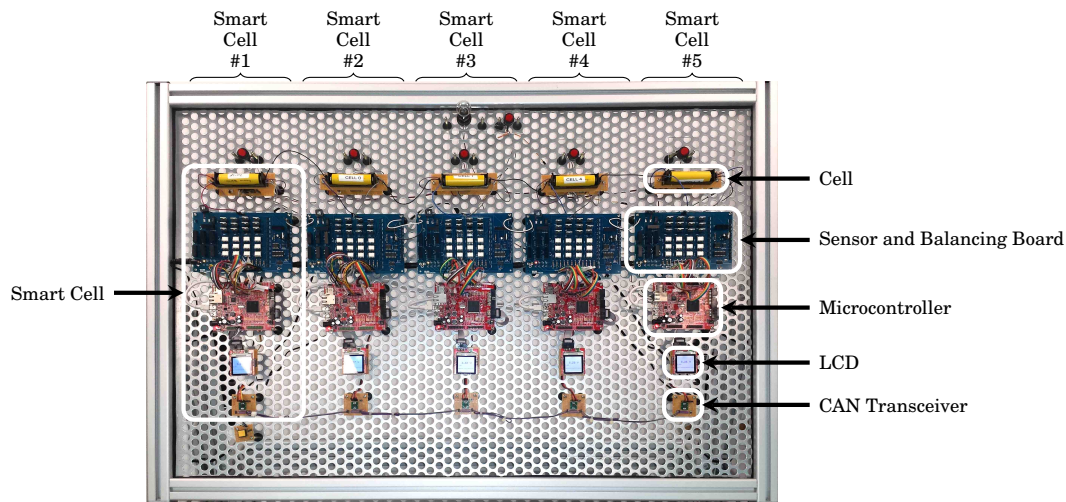 Smart
Cell
#1
Smart
Cell
#2
Smart
Cell
#3
Smart
Cell
#4
Smart
Cell
#5
Cell
Sensor and Balancing Board
Smart Cell
Microcontroller
LCD
CAN Transceiver